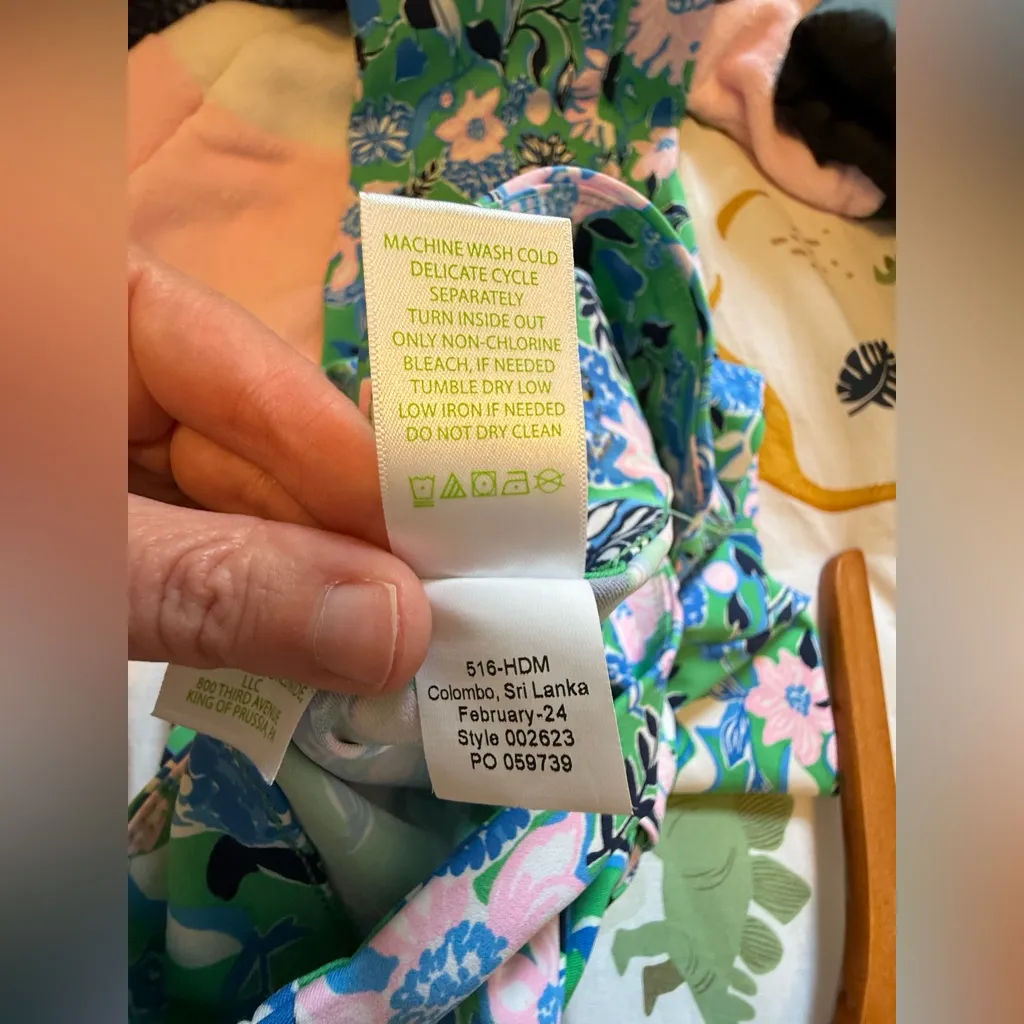 MACHINE WASH COLD
DELICATE CYCLE
SEPARATELY
TURN INSIDE OUT
ONLY NON-CHLORINE
BLEACH, IF NEEDED
TUMBLE DRY LOW
LOW IRON IF NEEDED
DO NOT DRY CLEAN
516-HDM
Colombo, Sri Lanka
February-24
Style 002623
PO 059739
LLC
800 THIRD AVENUE
KING OF PRUSSIA, PA